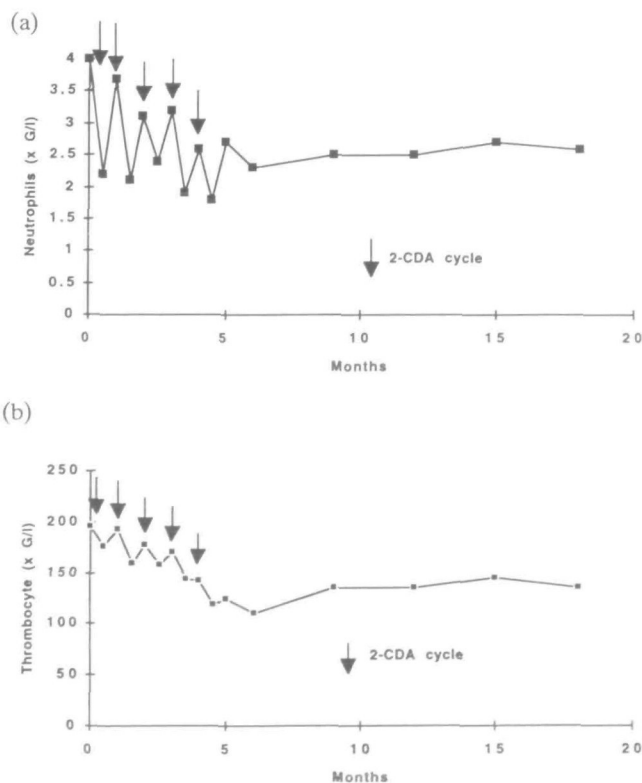 (a)
4
3.5
3
2.5
2
1.5
1
0.5
0
Neutrophils (x G/l)
2-CDA cycle
0 5 10 15 20
Months
(b)
250
200
150
100
50
0
Thrombocyte (x G/l)
2-CDA cycle
0 5 10 15 20
Months